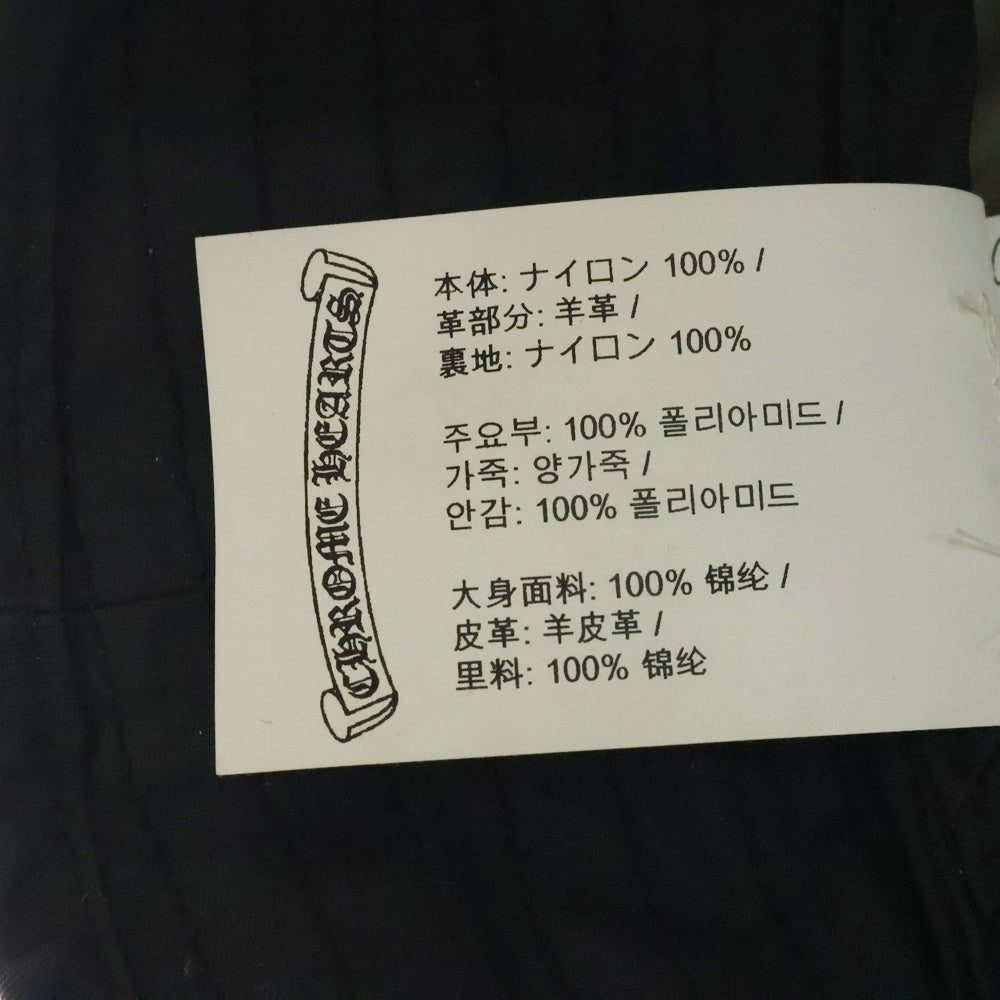 CHROME HEARTS
本体: ナイロン 100% /
革部分: 羊革 /
裏地: ナイロン 100%
주요부: 100% 폴리아미드 /
가죽: 양가죽 /
안감: 100% 폴리아미드
大身面料: 100% 锦纶 /
皮革: 羊皮革 /
里料: 100% 锦纶